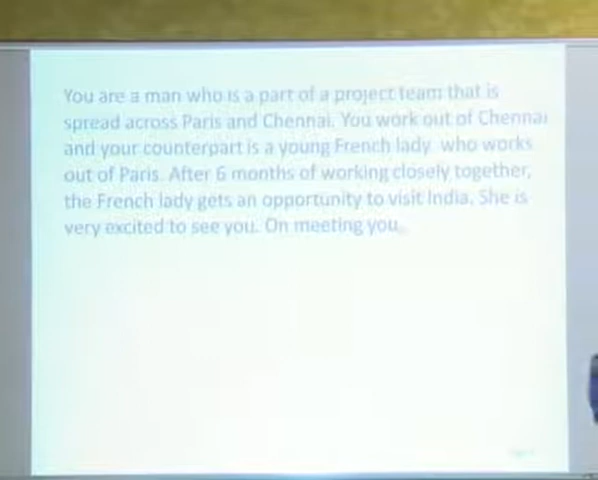 You are a man who is a part of a project team that is
spread across Paris and Chennai. You work out of Chennai
and your counterpart is a young French lady who works
out of Paris. After 6 months of working closely together,
the French lady gets an opportunity to visit India. She is
very excited to see you. On meeting you..